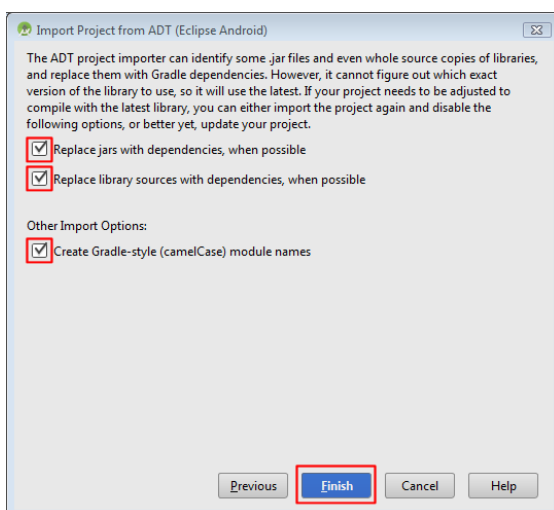 Import Project from ADT (Eclipse Android)
The ADT project importer can identify some .jar files and even whole source copies of libraries,
and replace them with Gradle dependencies. However, it cannot figure out which exact
version of the library to use, so it will use the latest. If your project needs to be adjusted to
compile with the latest library, you can either import the project again and disable the
following options, or better yet, update your project.
Replace jars with dependencies, when possible
Replace library sources with dependencies, when possible
Other Import Options:
Create Gradle-style (camelCase) module names
Previous Finish Cancel Help